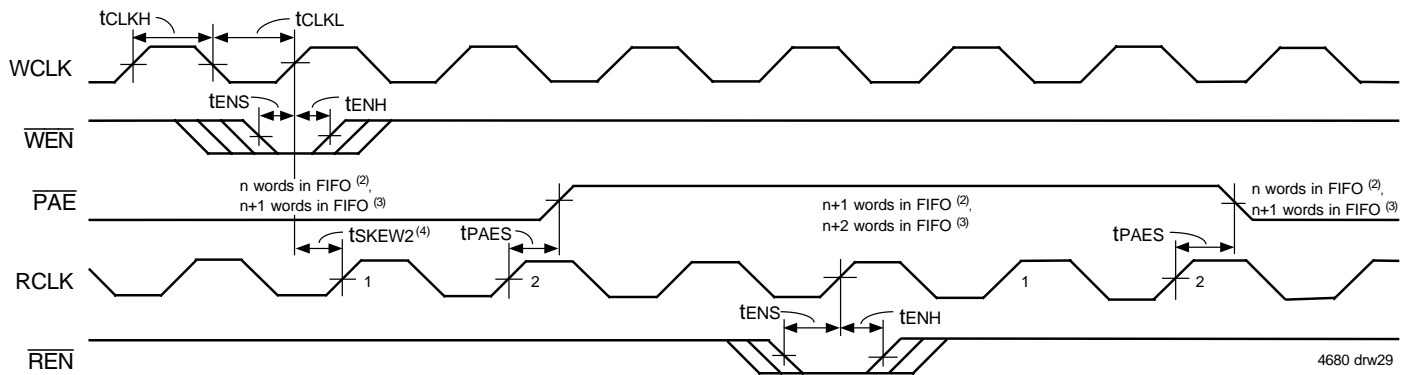 tCLKH
tCLKL
WCLK
tENS
tENH
WEN
n words in FIFO (2),
n+1 words in FIFO (3)
PAE
n+1 words in FIFO (2),
n+2 words in FIFO (3)
n words in FIFO (2),
n+1 words in FIFO (3)
tSKEW2(4)
tPAES
tPAES
RCLK
1
2
1
2
tENS
tENH
REN
4680 drw29